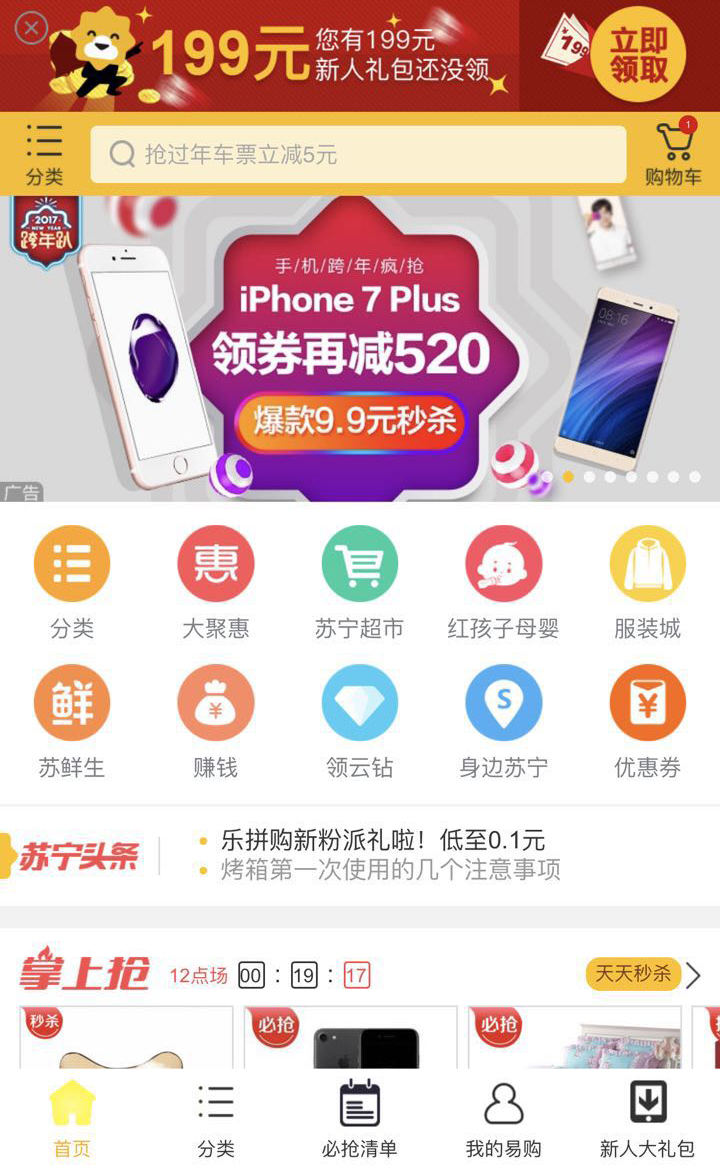 199元
您有199元
新人礼包还没领
¥199
立即
领取
分类
抢过年车票立减5元
1
购物车
2017
NEW YEAR
跨年趴
手/机/跨/年/疯/抢
iPhone 7 Plus
领券再减520
爆款9.9元秒杀
08:16
广告
分类
惠
大聚惠
苏宁超市
红孩子母婴
服装城
鲜
苏鲜生
¥
赚钱
领云钻
S
身边苏宁
¥
优惠券
苏宁头条
乐拼购新粉派礼啦！低至0.1元
烤箱第一次使用的几个注意事项
掌上抢
12点场 00 : 19 : 17
天天秒杀
秒杀
必抢
必抢
首页
分类
必抢清单
我的易购
新人大礼包